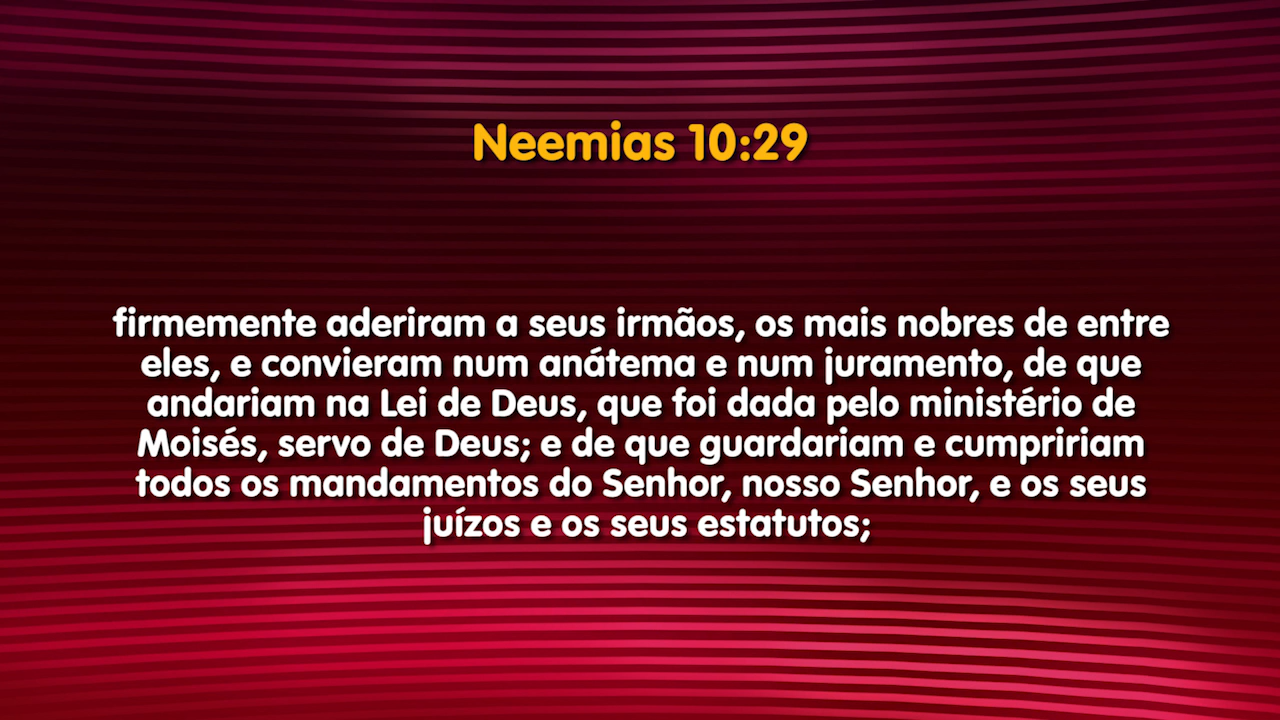 Neemias 10:29
firmemente aderiram a seus irmãos, os mais nobres de entre
eles, e convieram num anátema e num juramento, de que
andariam na Lei de Deus, que foi dada pelo ministério de
Moisés, servo de Deus; e de que guardariam e cumpririam
todos os mandamentos do Senhor, nosso Senhor, e os seus
juízos e os seus estatutos;